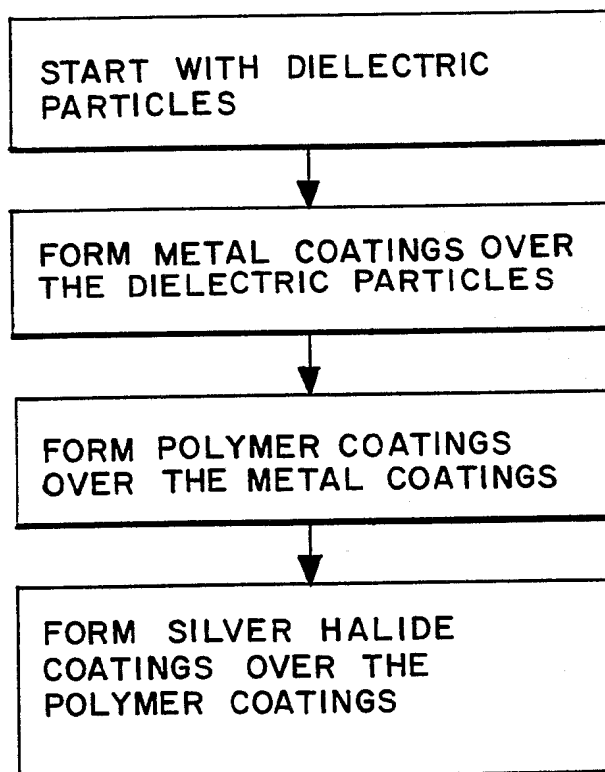 START WITH DIELECTRIC
PARTICLES
FORM METAL COATINGS OVER
THE DIELECTRIC PARTICLES
FORM POLYMER COATINGS
OVER THE METAL COATINGS
FORM SILVER HALIDE
COATINGS OVER THE
POLYMER COATINGS